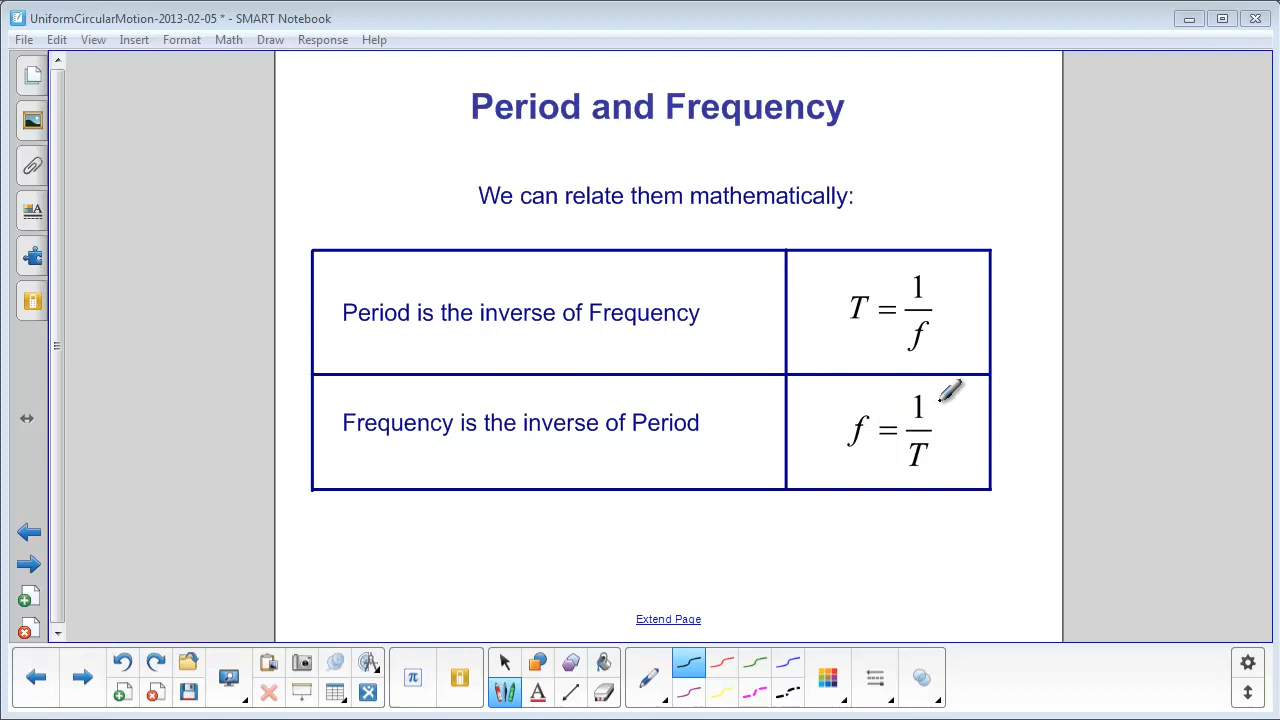 UniformCircularMotion-2013-02-05 * - SMART Notebook
File Edit View Insert Format Math Draw Response Help
Period and Frequency
We can relate them mathematically:
Period is the inverse of Frequency
T = 1/f
Frequency is the inverse of Period
f = 1/T
Extend Page
π
A